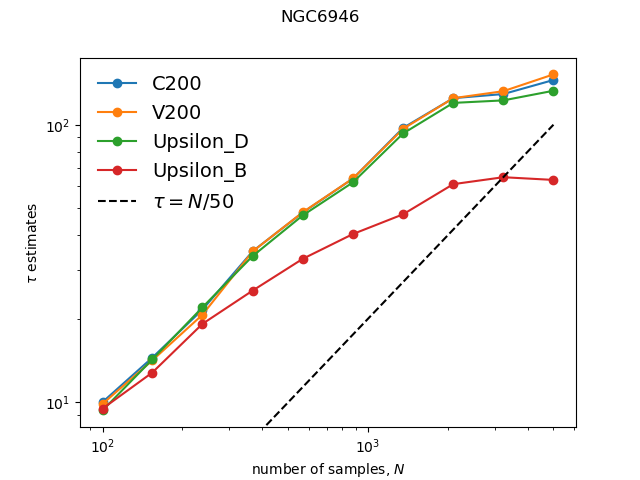 NGC6946
C200
V200
Upsilon_D
Upsilon_B
τ = N/50
τ estimates
10²
10¹
10²
10³
number of samples, N